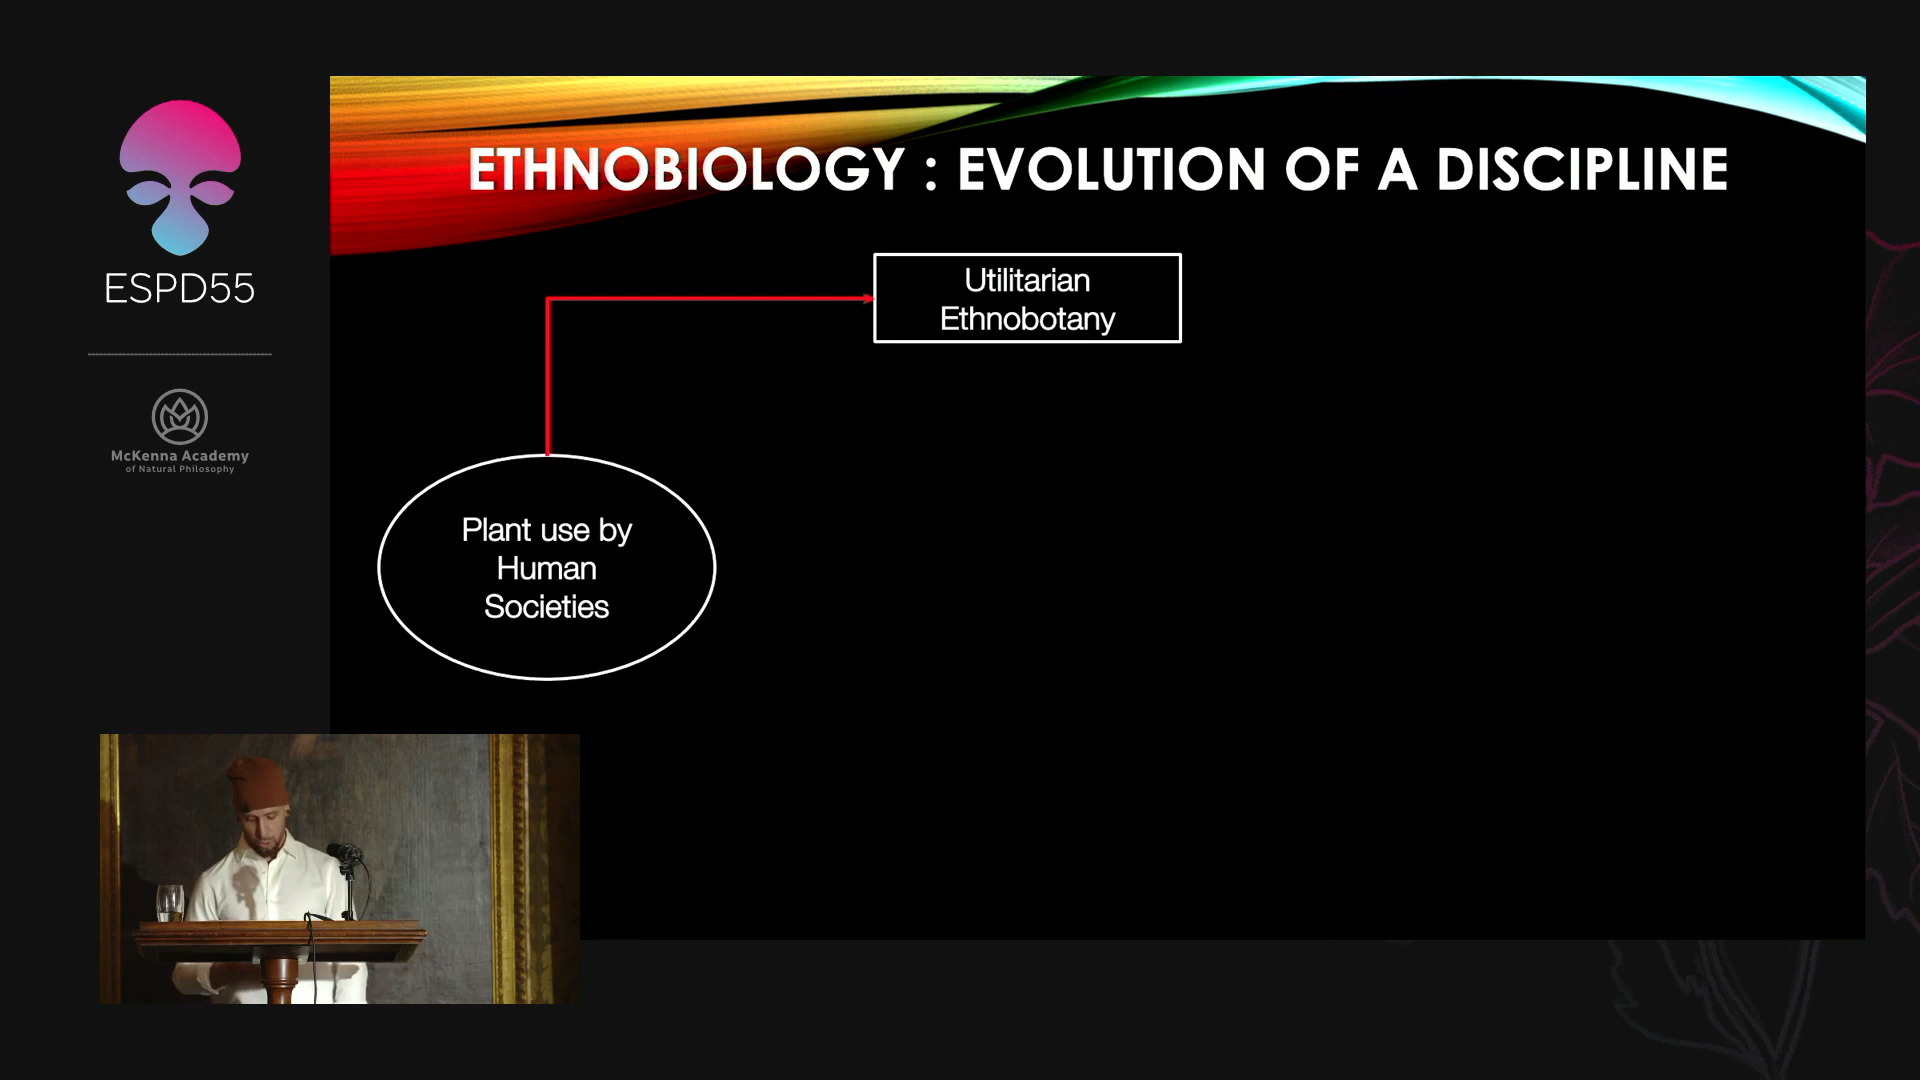 ESPD55
McKenna Academy
of Natural Philosophy
ETHNOBIOLOGY : EVOLUTION OF A DISCIPLINE
Utilitarian
Ethnobotany
Plant use by
Human
Societies